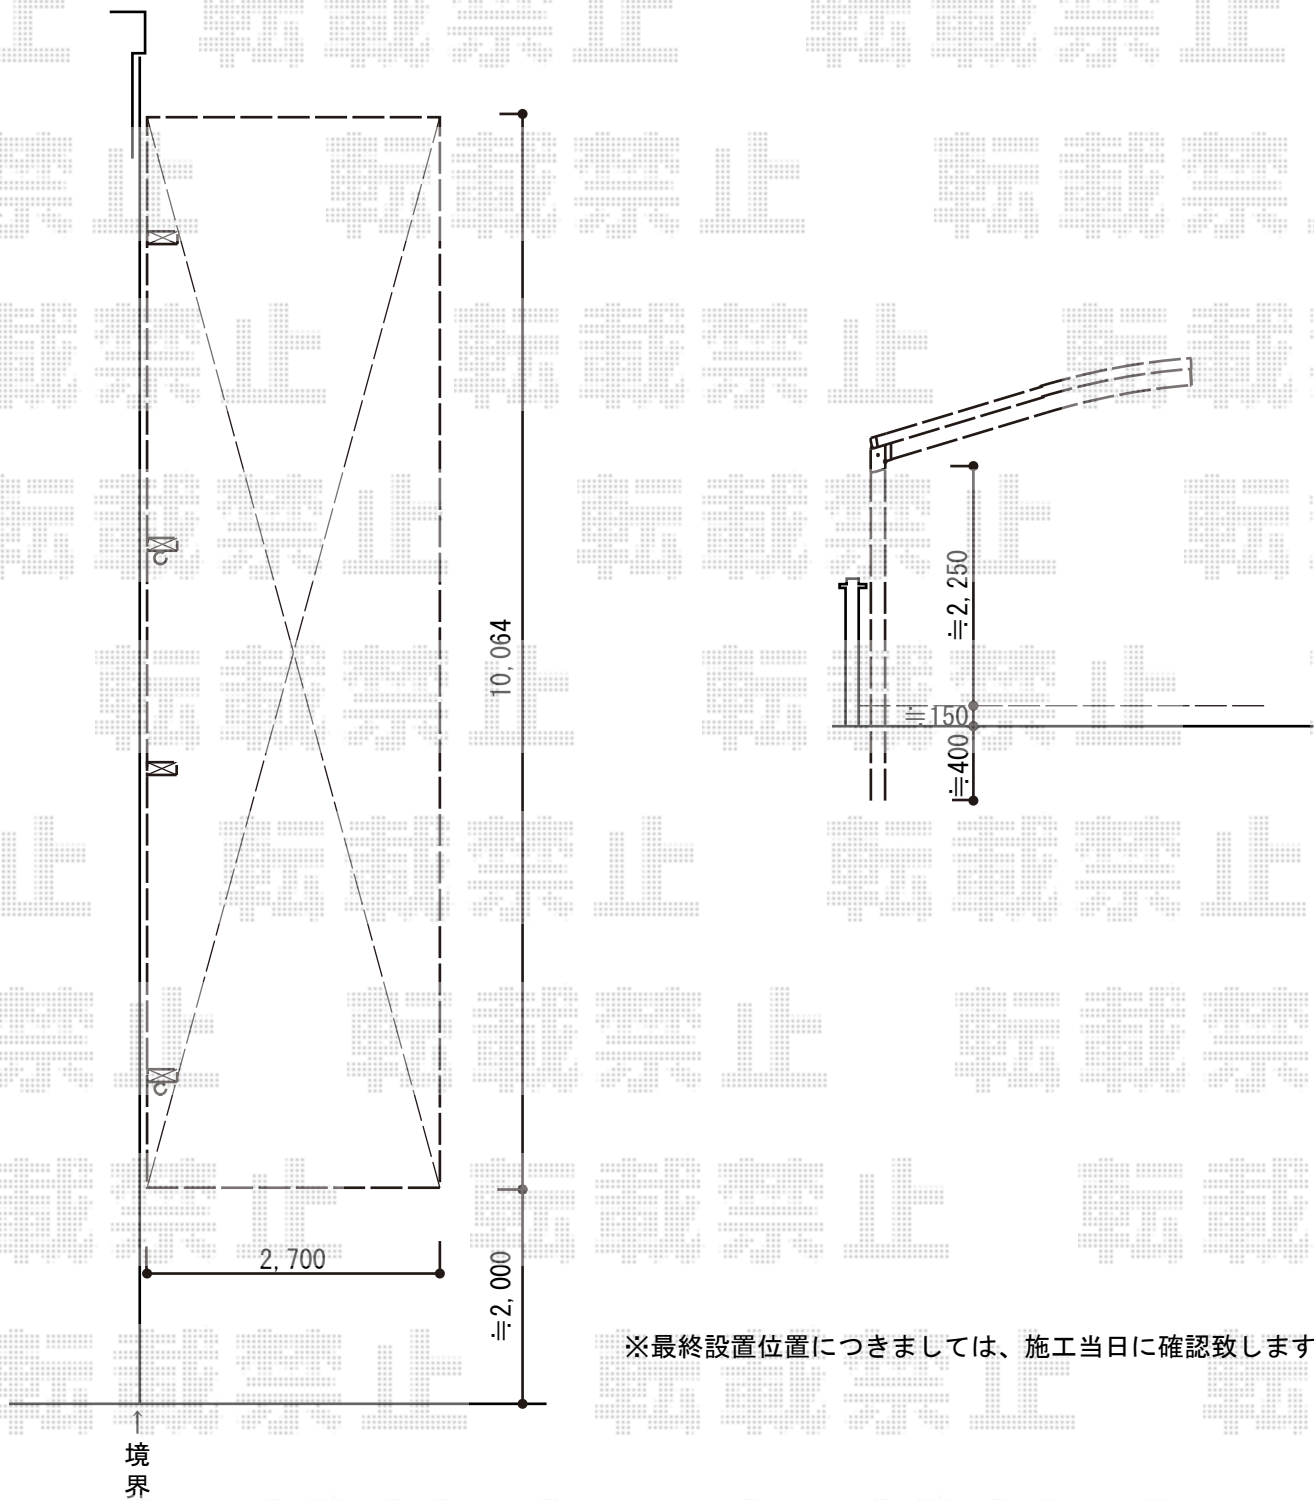 転載禁止
10,064
2,700
≒2,000
≒2,250
≒150
≒400
※最終設置位置につきましては、施工当日に確認致します
↑
境
界